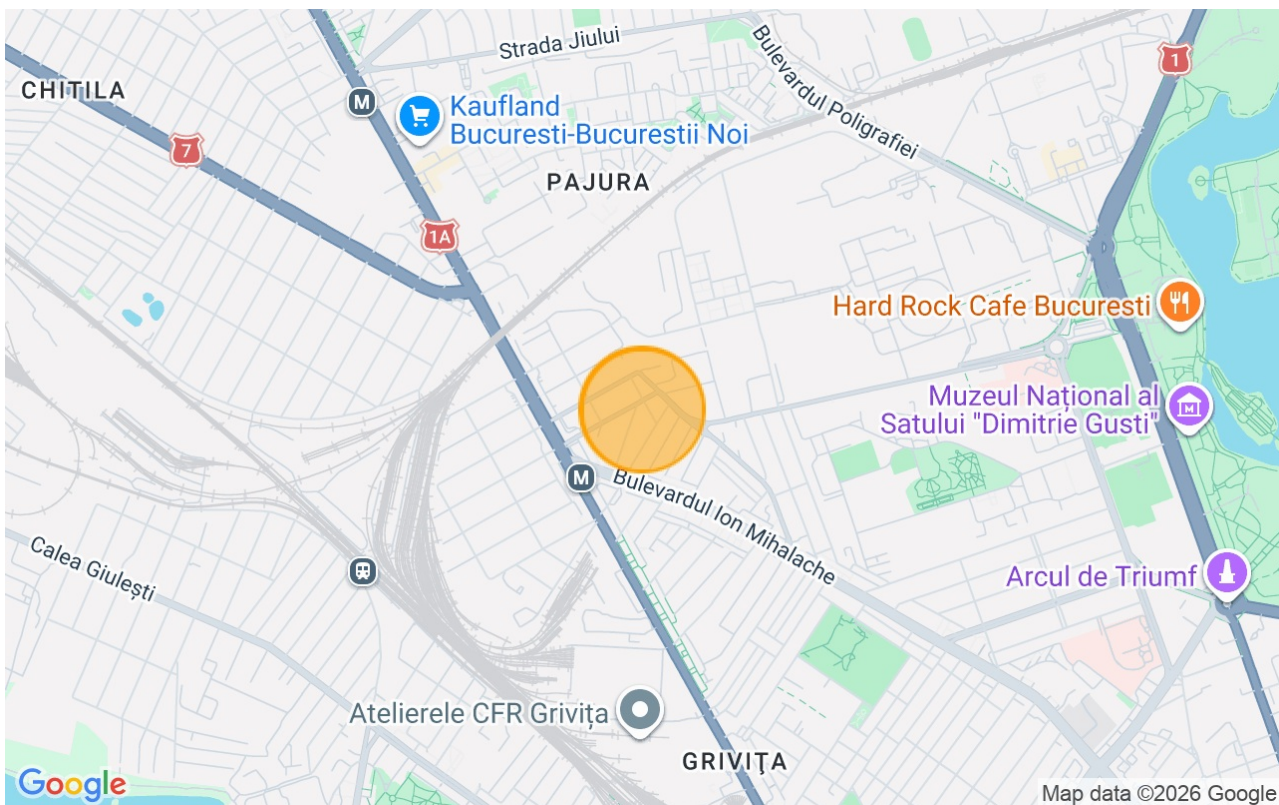 Strada Jiului
Bulevardul Poligrafiei
1
CHITILA
M
Kaufland
Bucuresti-Bucurestii Noi
7
PAJURA
1A
Hard Rock Cafe Bucuresti
Muzeul Național al
Satului "Dimitrie Gusti"
M
M
Bulevardul Ion Mihalache
Calea Giulești
Arcul de Triumf
Atelierele CFR Grivița
GRIVIȚA
Google
Map data ©2026 Google